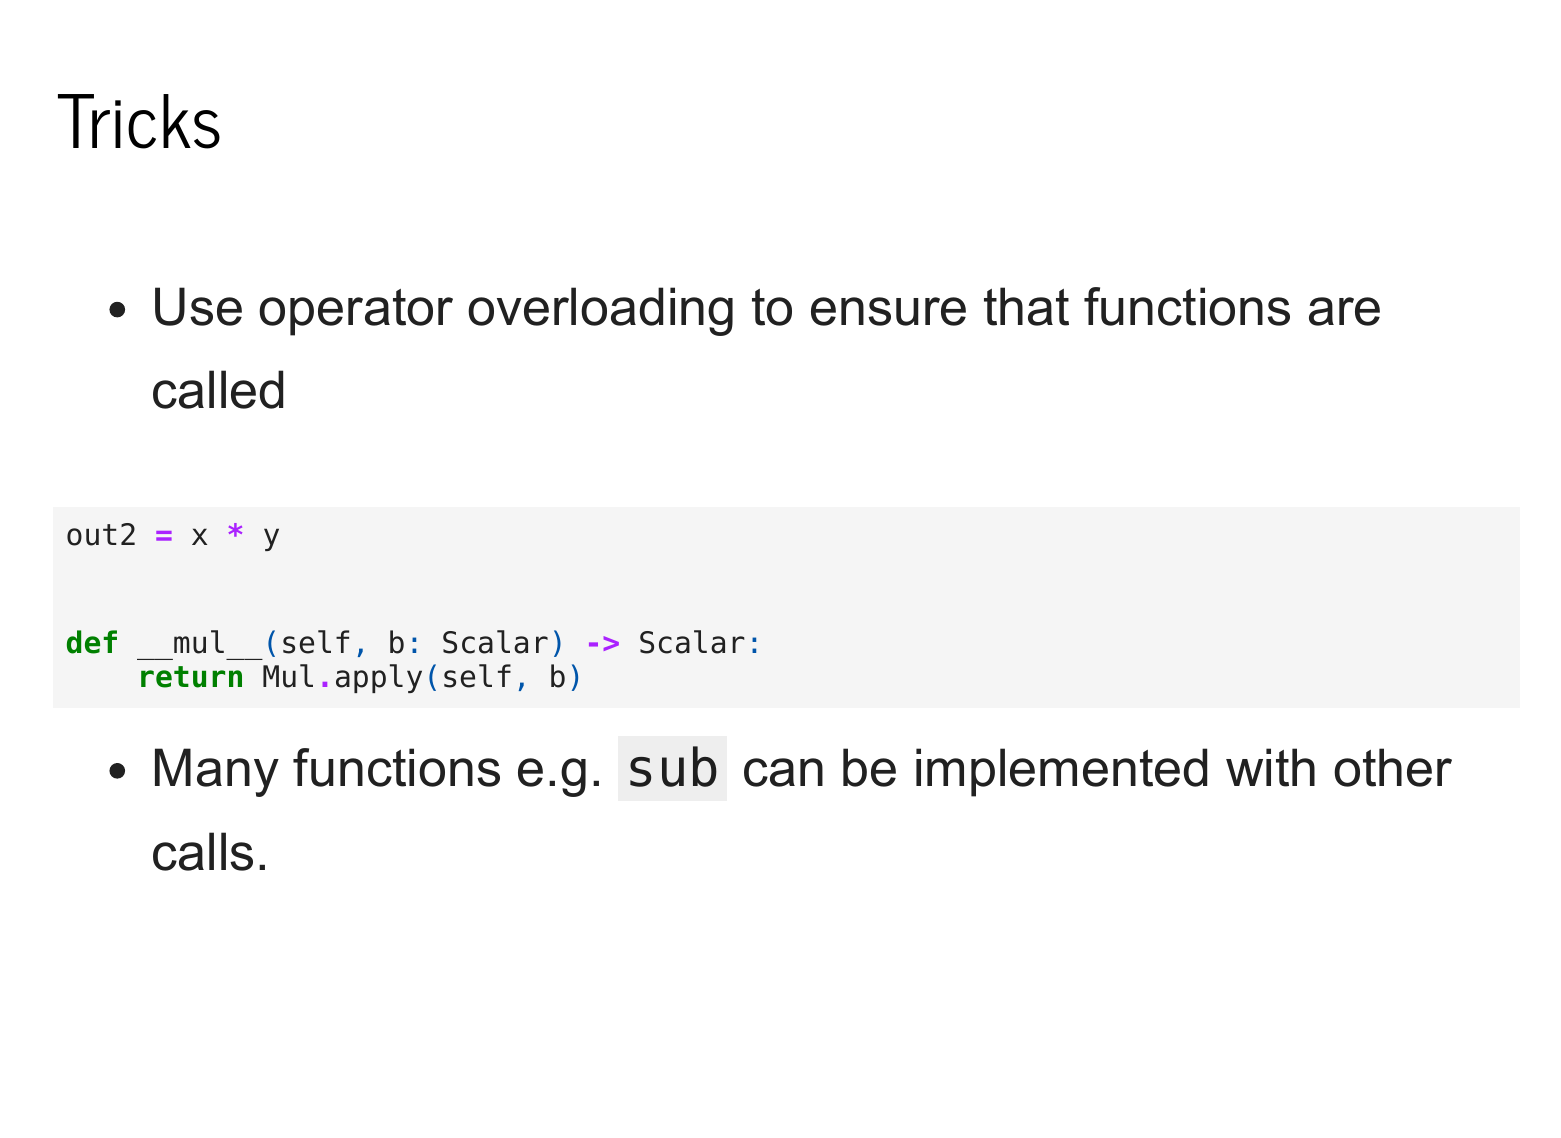 Tricks
• Use operator overloading to ensure that functions are
called
out2 = x * y
def __mul__(self, b: Scalar) -> Scalar:
    return Mul.apply(self, b)
• Many functions e.g. sub can be implemented with other
calls.